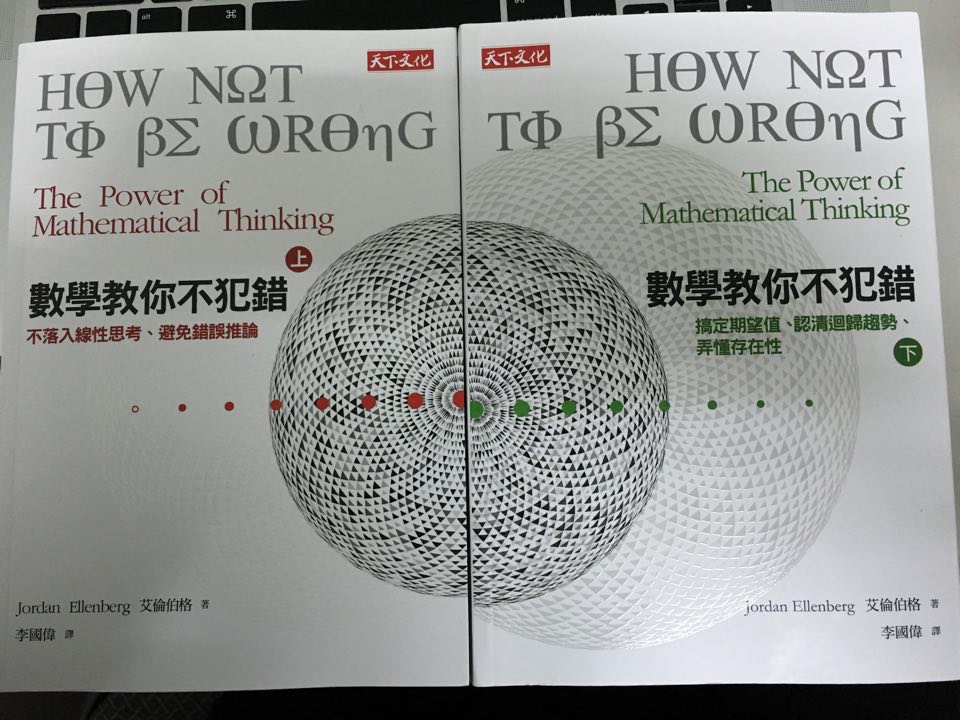 alt
⌘
⌘
command
option
天下文化
HΘW NΩT
TΦ βΣ ωRΘηG
The Power of
Mathematical Thinking
上
數學教你不犯錯
不落入線性思考、避免錯誤推論
Jordan Ellenberg 艾倫伯格 著
李國偉 譯
天下文化
HΘW NΩT
TΦ βΣ ωRΘηG
The Power of
Mathematical Thinking
數學教你不犯錯
搞定期望值、認清迴歸趨勢、
弄懂存在性
下
Jordan Ellenberg 艾倫伯格 著
李國偉 譯